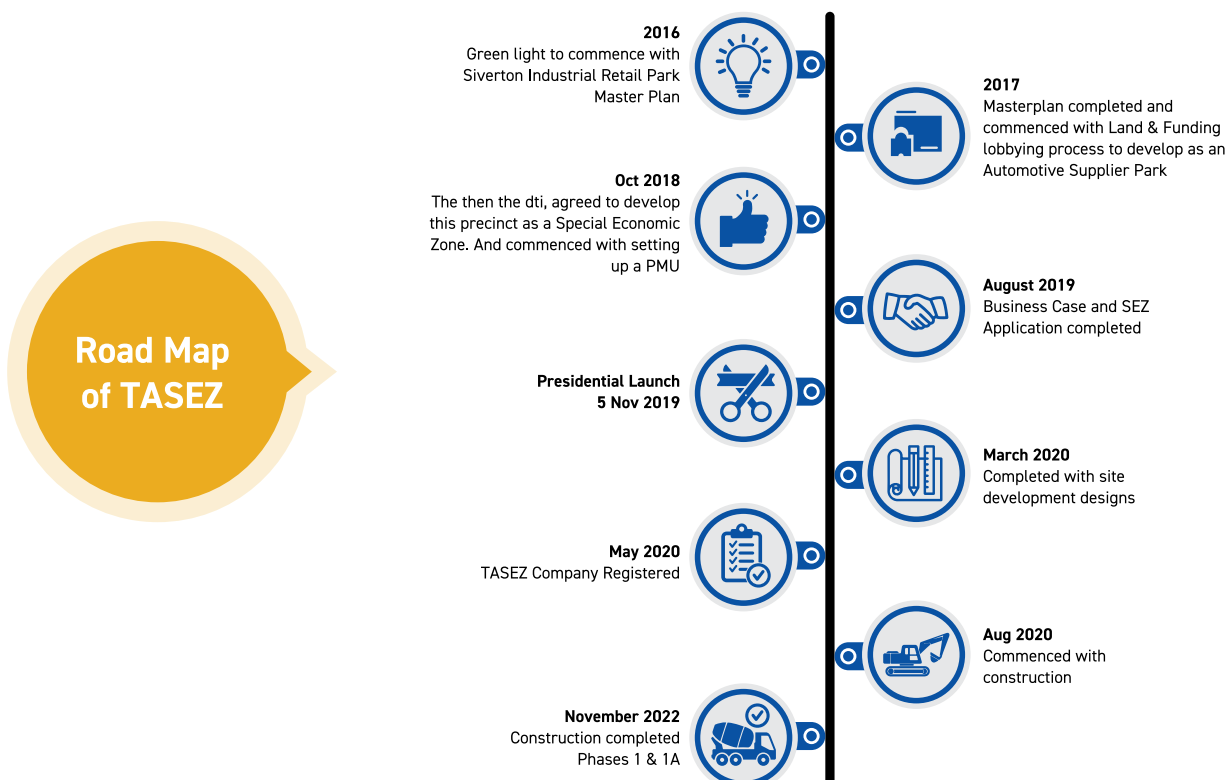 Road Map
of TASEZ
2016
Green light to commence with
Siverton Industrial Retail Park
Master Plan
2017
Masterplan completed and
commenced with Land & Funding
lobbying process to develop as an
Automotive Supplier Park
Oct 2018
The then the dti, agreed to develop
this precinct as a Special Economic
Zone. And commenced with setting
up a PMU
August 2019
Business Case and SEZ
Application completed
Presidential Launch
5 Nov 2019
March 2020
Completed with site
development designs
May 2020
TASEZ Company Registered
Aug 2020
Commenced with
construction
November 2022
Construction completed
Phases 1 & 1A